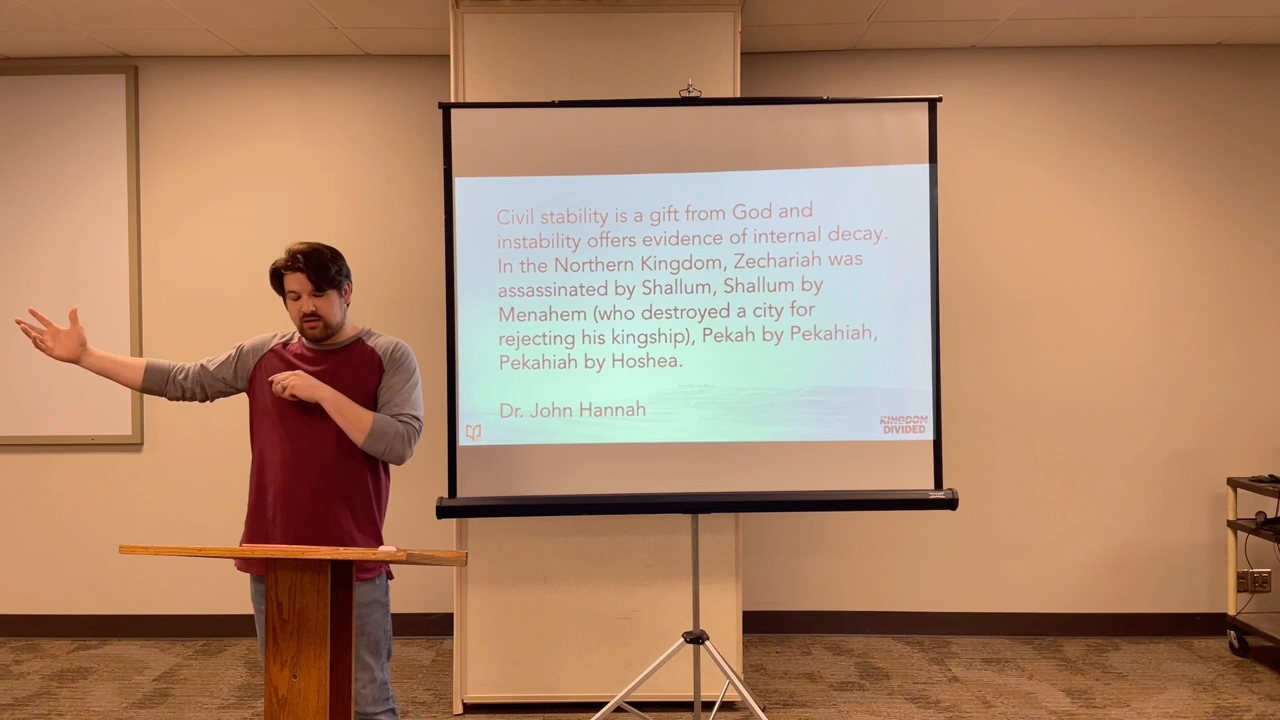 Civil stability is a gift from God and
instability offers evidence of internal decay.
In the Northern Kingdom, Zechariah was
assassinated by Shallum, Shallum by
Menahem (who destroyed a city for
rejecting his kingship), Pekah by Pekahiah,
Pekahiah by Hoshea.
Dr. John Hannah
KINGDOM
DIVIDED